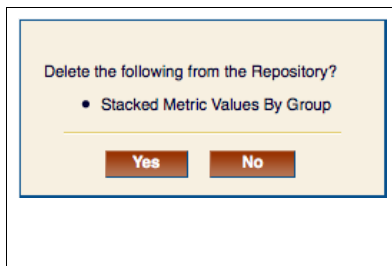 Delete the following from the Repository?
• Stacked Metric Values By Group
Yes No